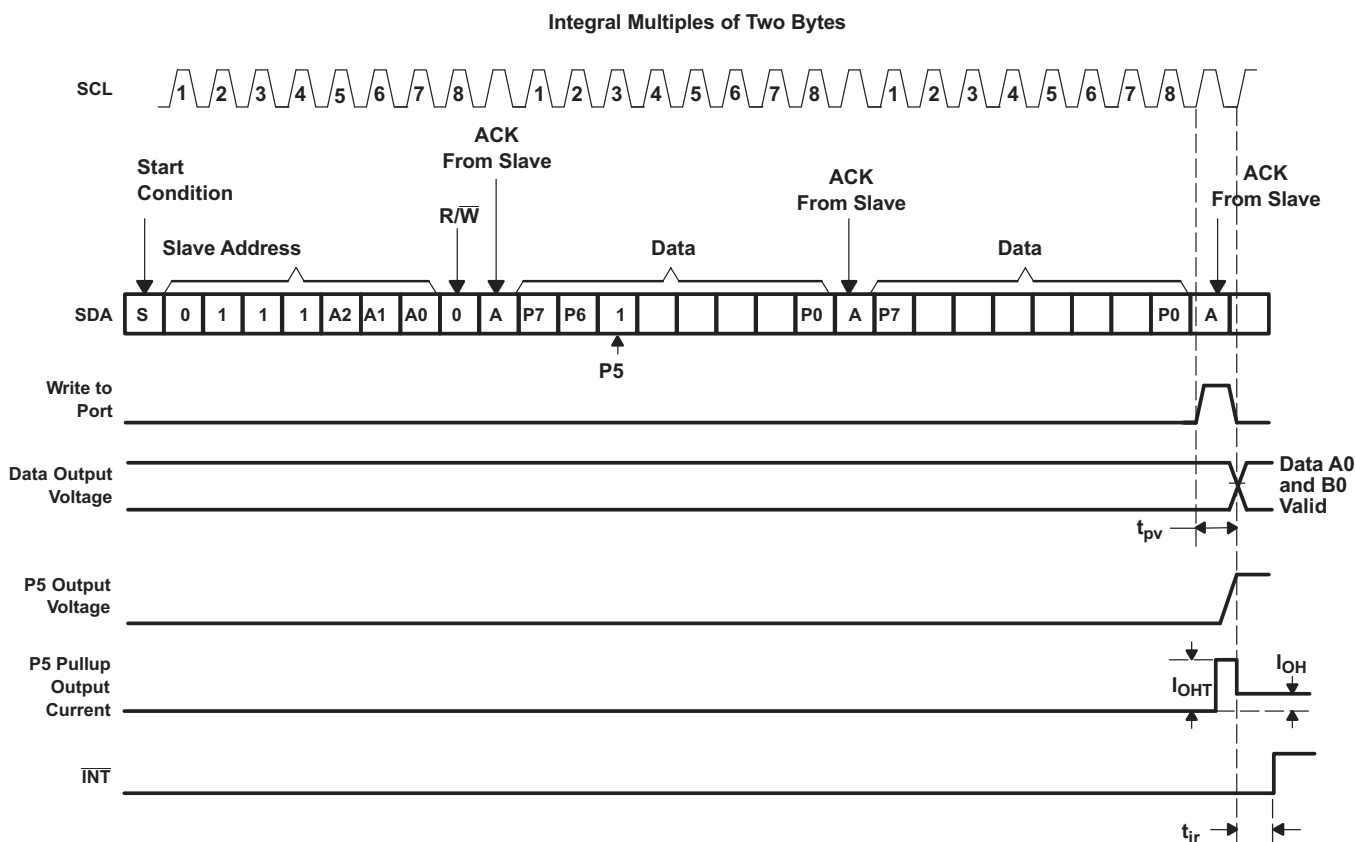 Integral Multiples of Two Bytes
SCL
1 2 3 4 5 6 7 8 1 2 3 4 5 6 7 8 1 2 3 4 5 6 7 8
Start
Condition
ACK
From Slave
R/W̅
ACK
From Slave
ACK
From Slave
Slave Address
Data
Data
SDA
S 0 1 1 1 A2 A1 A0 0 A P7 P6 1 P0 A P7 P0 A
P5
Write to
Port
Data Output
Voltage
Data A0
and B0
Valid
tpv
P5 Output
Voltage
P5 Pullup
Output
Current
IOHT
IOH
I̅N̅T̅
tir